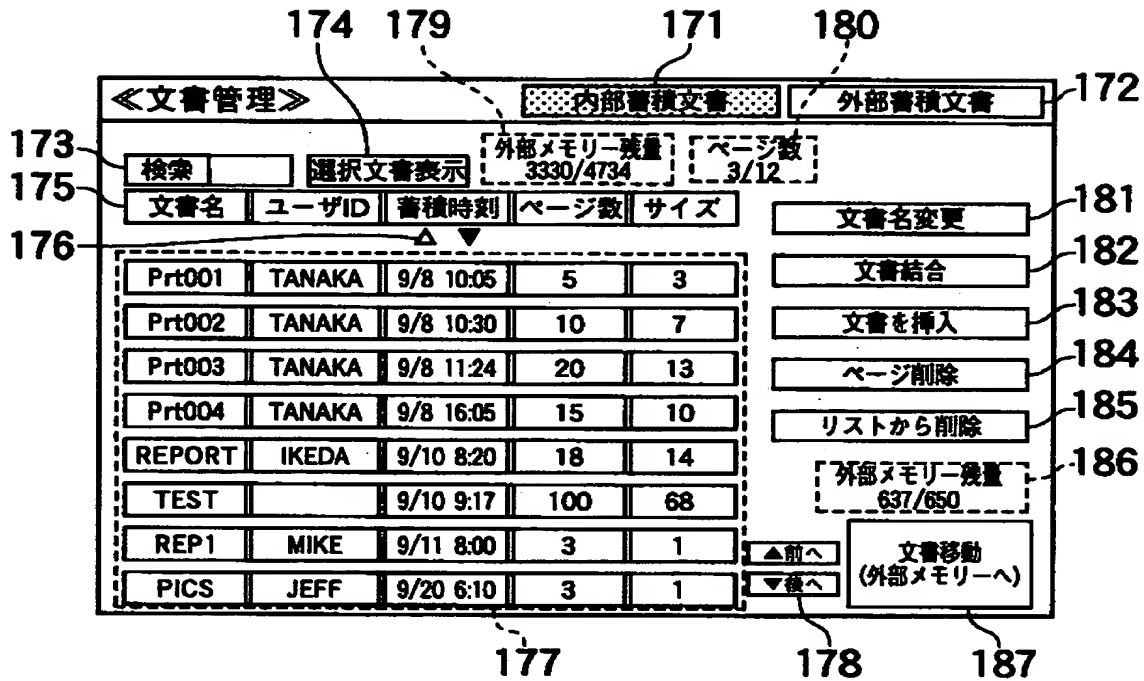 174 179 171 180
≪文書管理≫ 内部蓄積文書 外部蓄積文書 172
173 検索 選択文書表示 外部メモリー残量 ページ数
3330/4734 3/12
175 文書名 ユーザID 蓄積時刻 ページ数 サイズ 文書名変更 181
176 △ ▼
文書結合 182
Prt001 TANAKA 9/8 10:05 5 3
Prt002 TANAKA 9/8 10:30 10 7 文書を挿入 183
Prt003 TANAKA 9/8 11:24 20 13 ページ削除 184
Prt004 TANAKA 9/8 16:05 15 10 リストから削除 185
REPORT IKEDA 9/10 8:20 18 14 外部メモリー残量 186
637/650
TEST 9/10 9:17 100 68
REP1 MIKE 9/11 8:00 3 1 ▲前へ 文書移動
(外部メモリーへ)
PICS JEFF 9/20 6:10 3 1 ▼後へ
177 178 187